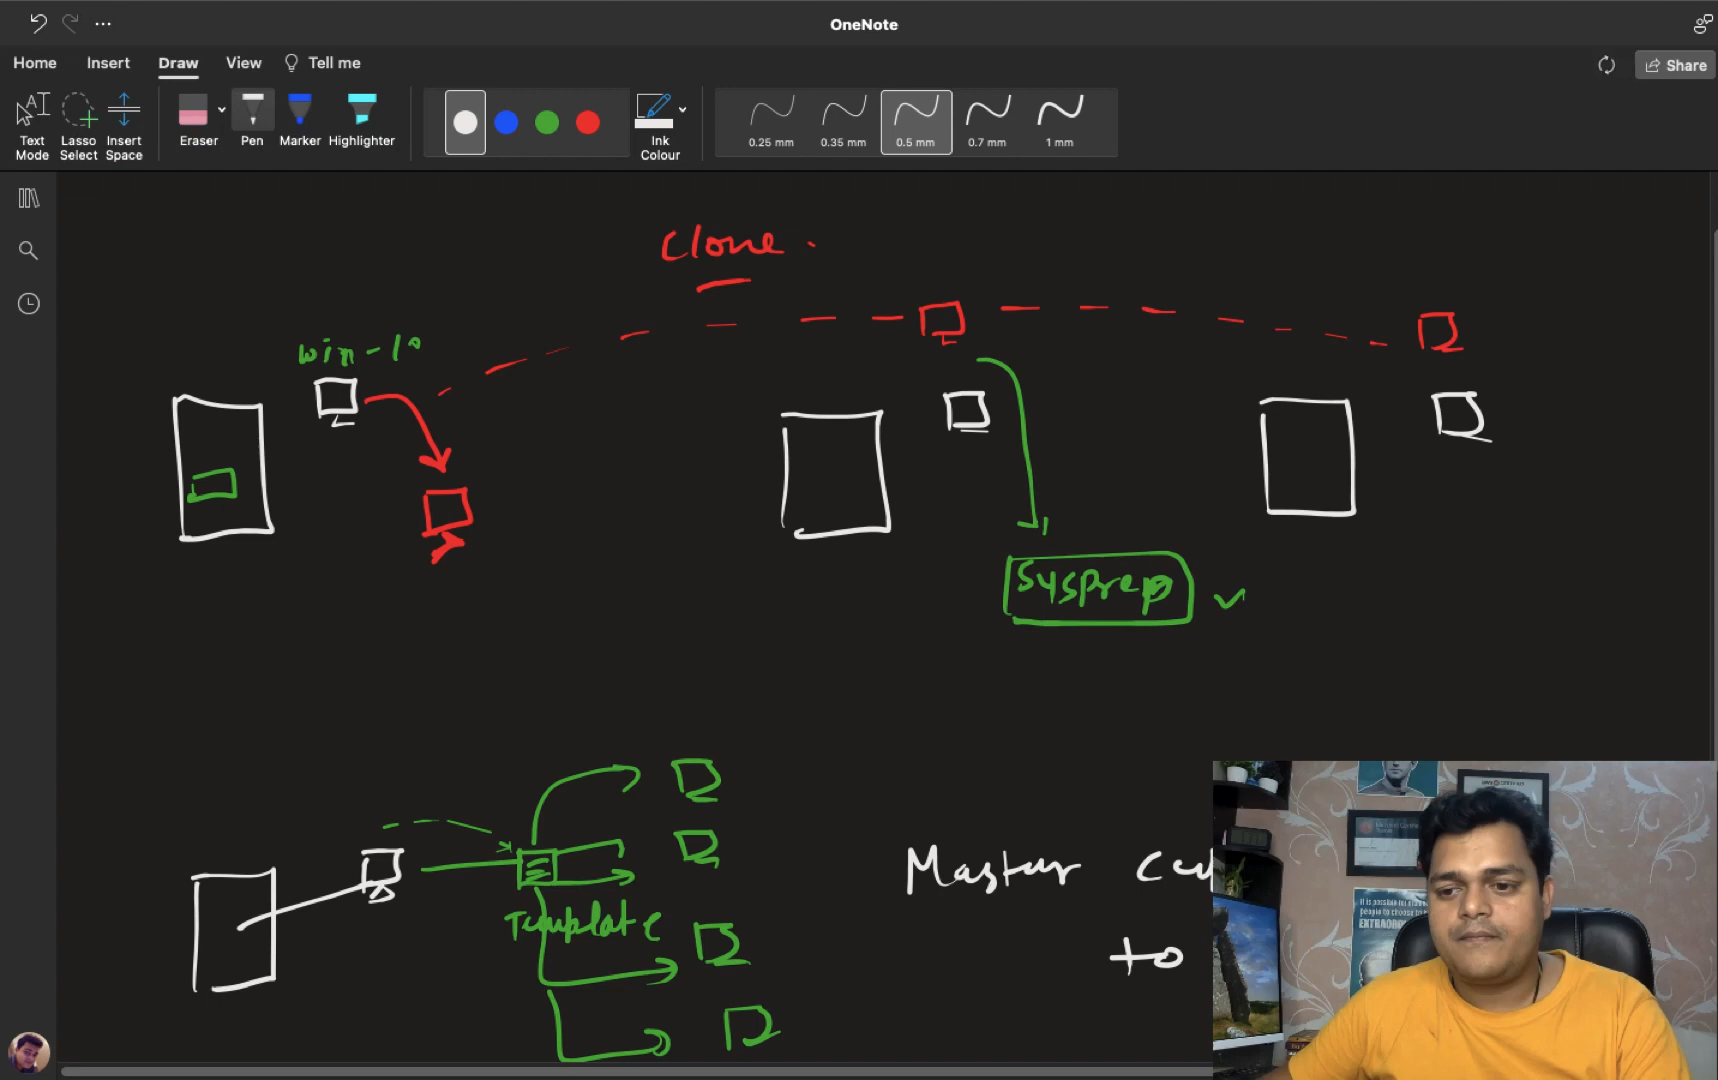 OneNote
Home Insert Draw View Tell me
Share
Text Mode
Lasso Select
Insert Space
Eraser
Pen
Marker
Highlighter
Ink Colour
0.25 mm
0.35 mm
0.5 mm
0.7 mm
1 mm
Clone
win-10
Sysprep
Template
Master
to
EXTRAOR